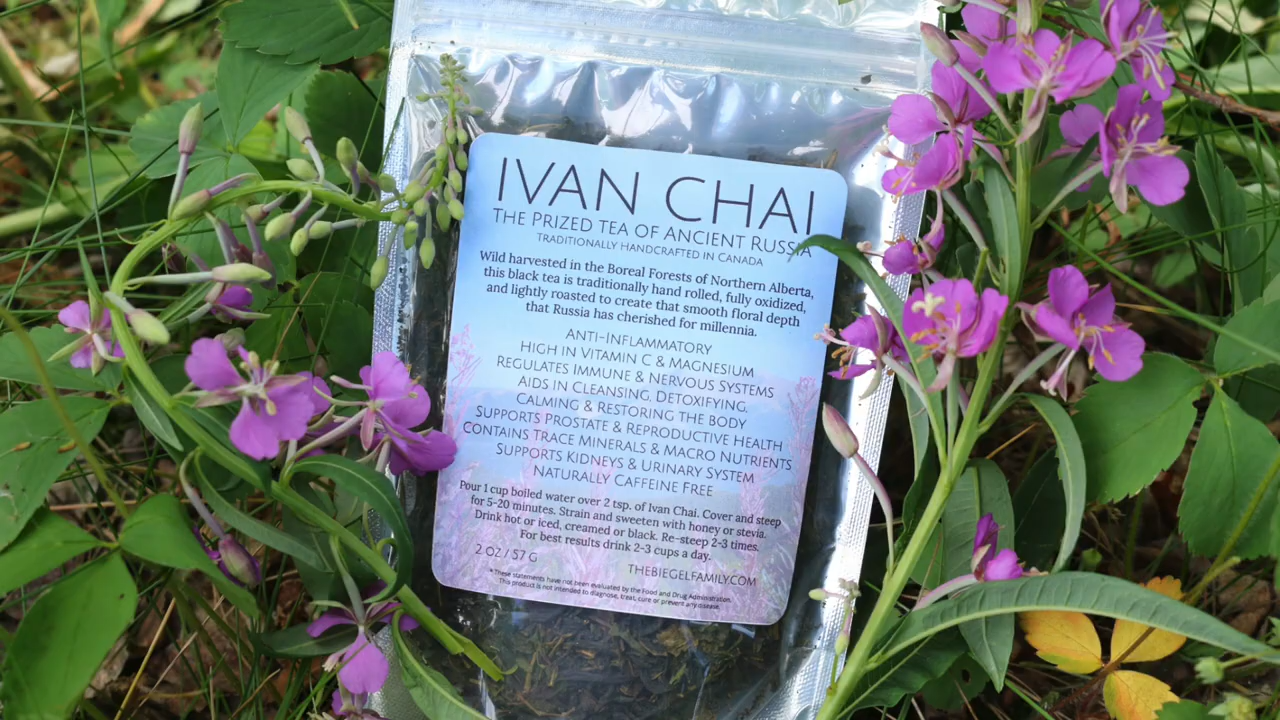 IVAN CHAI
THE PRIZED TEA OF ANCIENT RUSSIA
TRADITIONALLY HANDCRAFTED IN CANADA
Wild harvested in the Boreal Forests of Northern Alberta,
this black tea is traditionally hand rolled, fully oxidized,
and lightly roasted to create that smooth floral depth
that Russia has cherished for millennia.
ANTI-INFLAMMATORY
HIGH IN VITAMIN C & MAGNESIUM
REGULATES IMMUNE & NERVOUS SYSTEMS
AIDS IN CLEANSING, DETOXIFYING,
CALMING & RESTORING THE BODY
SUPPORTS PROSTATE & REPRODUCTIVE HEALTH
CONTAINS TRACE MINERALS & MACRO NUTRIENTS
SUPPORTS KIDNEYS & URINARY SYSTEM
NATURALLY CAFFEINE FREE
Pour 1 cup boiled water over 2 tsp. of Ivan Chai. Cover and steep
for 5-20 minutes. Strain and sweeten with honey or stevia.
Drink hot or iced, creamed or black. Re-steep 2-3 times.
For best results drink 2-3 cups a day.
2 OZ / 57 G THEBIEGELFAMILY.COM
* These statements have not been evaluated by the Food and Drug Administration.
This product is not intended to diagnose, treat, cure or prevent any disease.